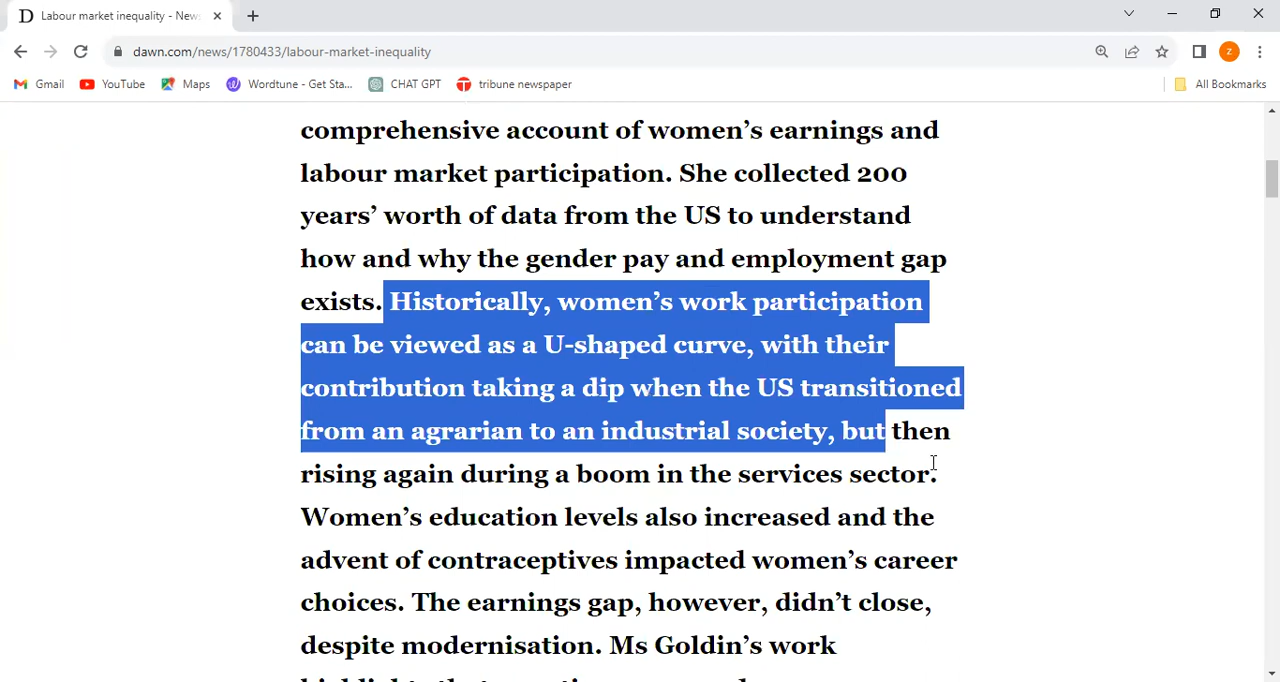 Labour market inequality - New
dawn.com/news/1780433/labour-market-inequality
Z
Gmail
YouTube
Maps
Wordtune - Get Sta...
CHAT GPT
tribune newspaper
All Bookmarks
comprehensive account of women’s earnings and
labour market participation. She collected 200
years’ worth of data from the US to understand
how and why the gender pay and employment gap
exists. Historically, women’s work participation
can be viewed as a U-shaped curve, with their
contribution taking a dip when the US transitioned
from an agrarian to an industrial society, but then
rising again during a boom in the services sector.
Women’s education levels also increased and the
advent of contraceptives impacted women’s career
choices. The earnings gap, however, didn’t close,
despite modernisation. Ms Goldin’s work